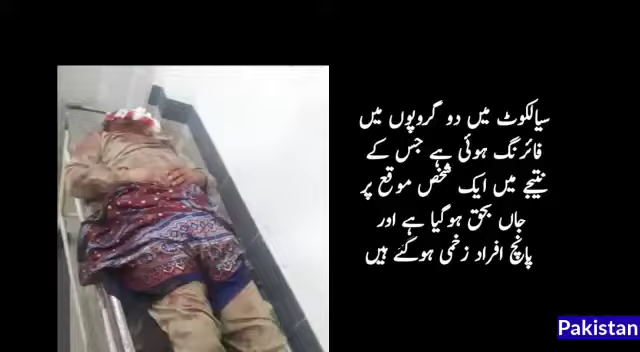 سیالکوٹ میں دو گروپوں میں
فائرنگ ہوئی ہے جس کے
نتیجے میں ایک شخص موقع پر
جاں بحق ہوگیا ہے اور
پانچ افراد زخمی ہوگئے ہیں
Pakistan